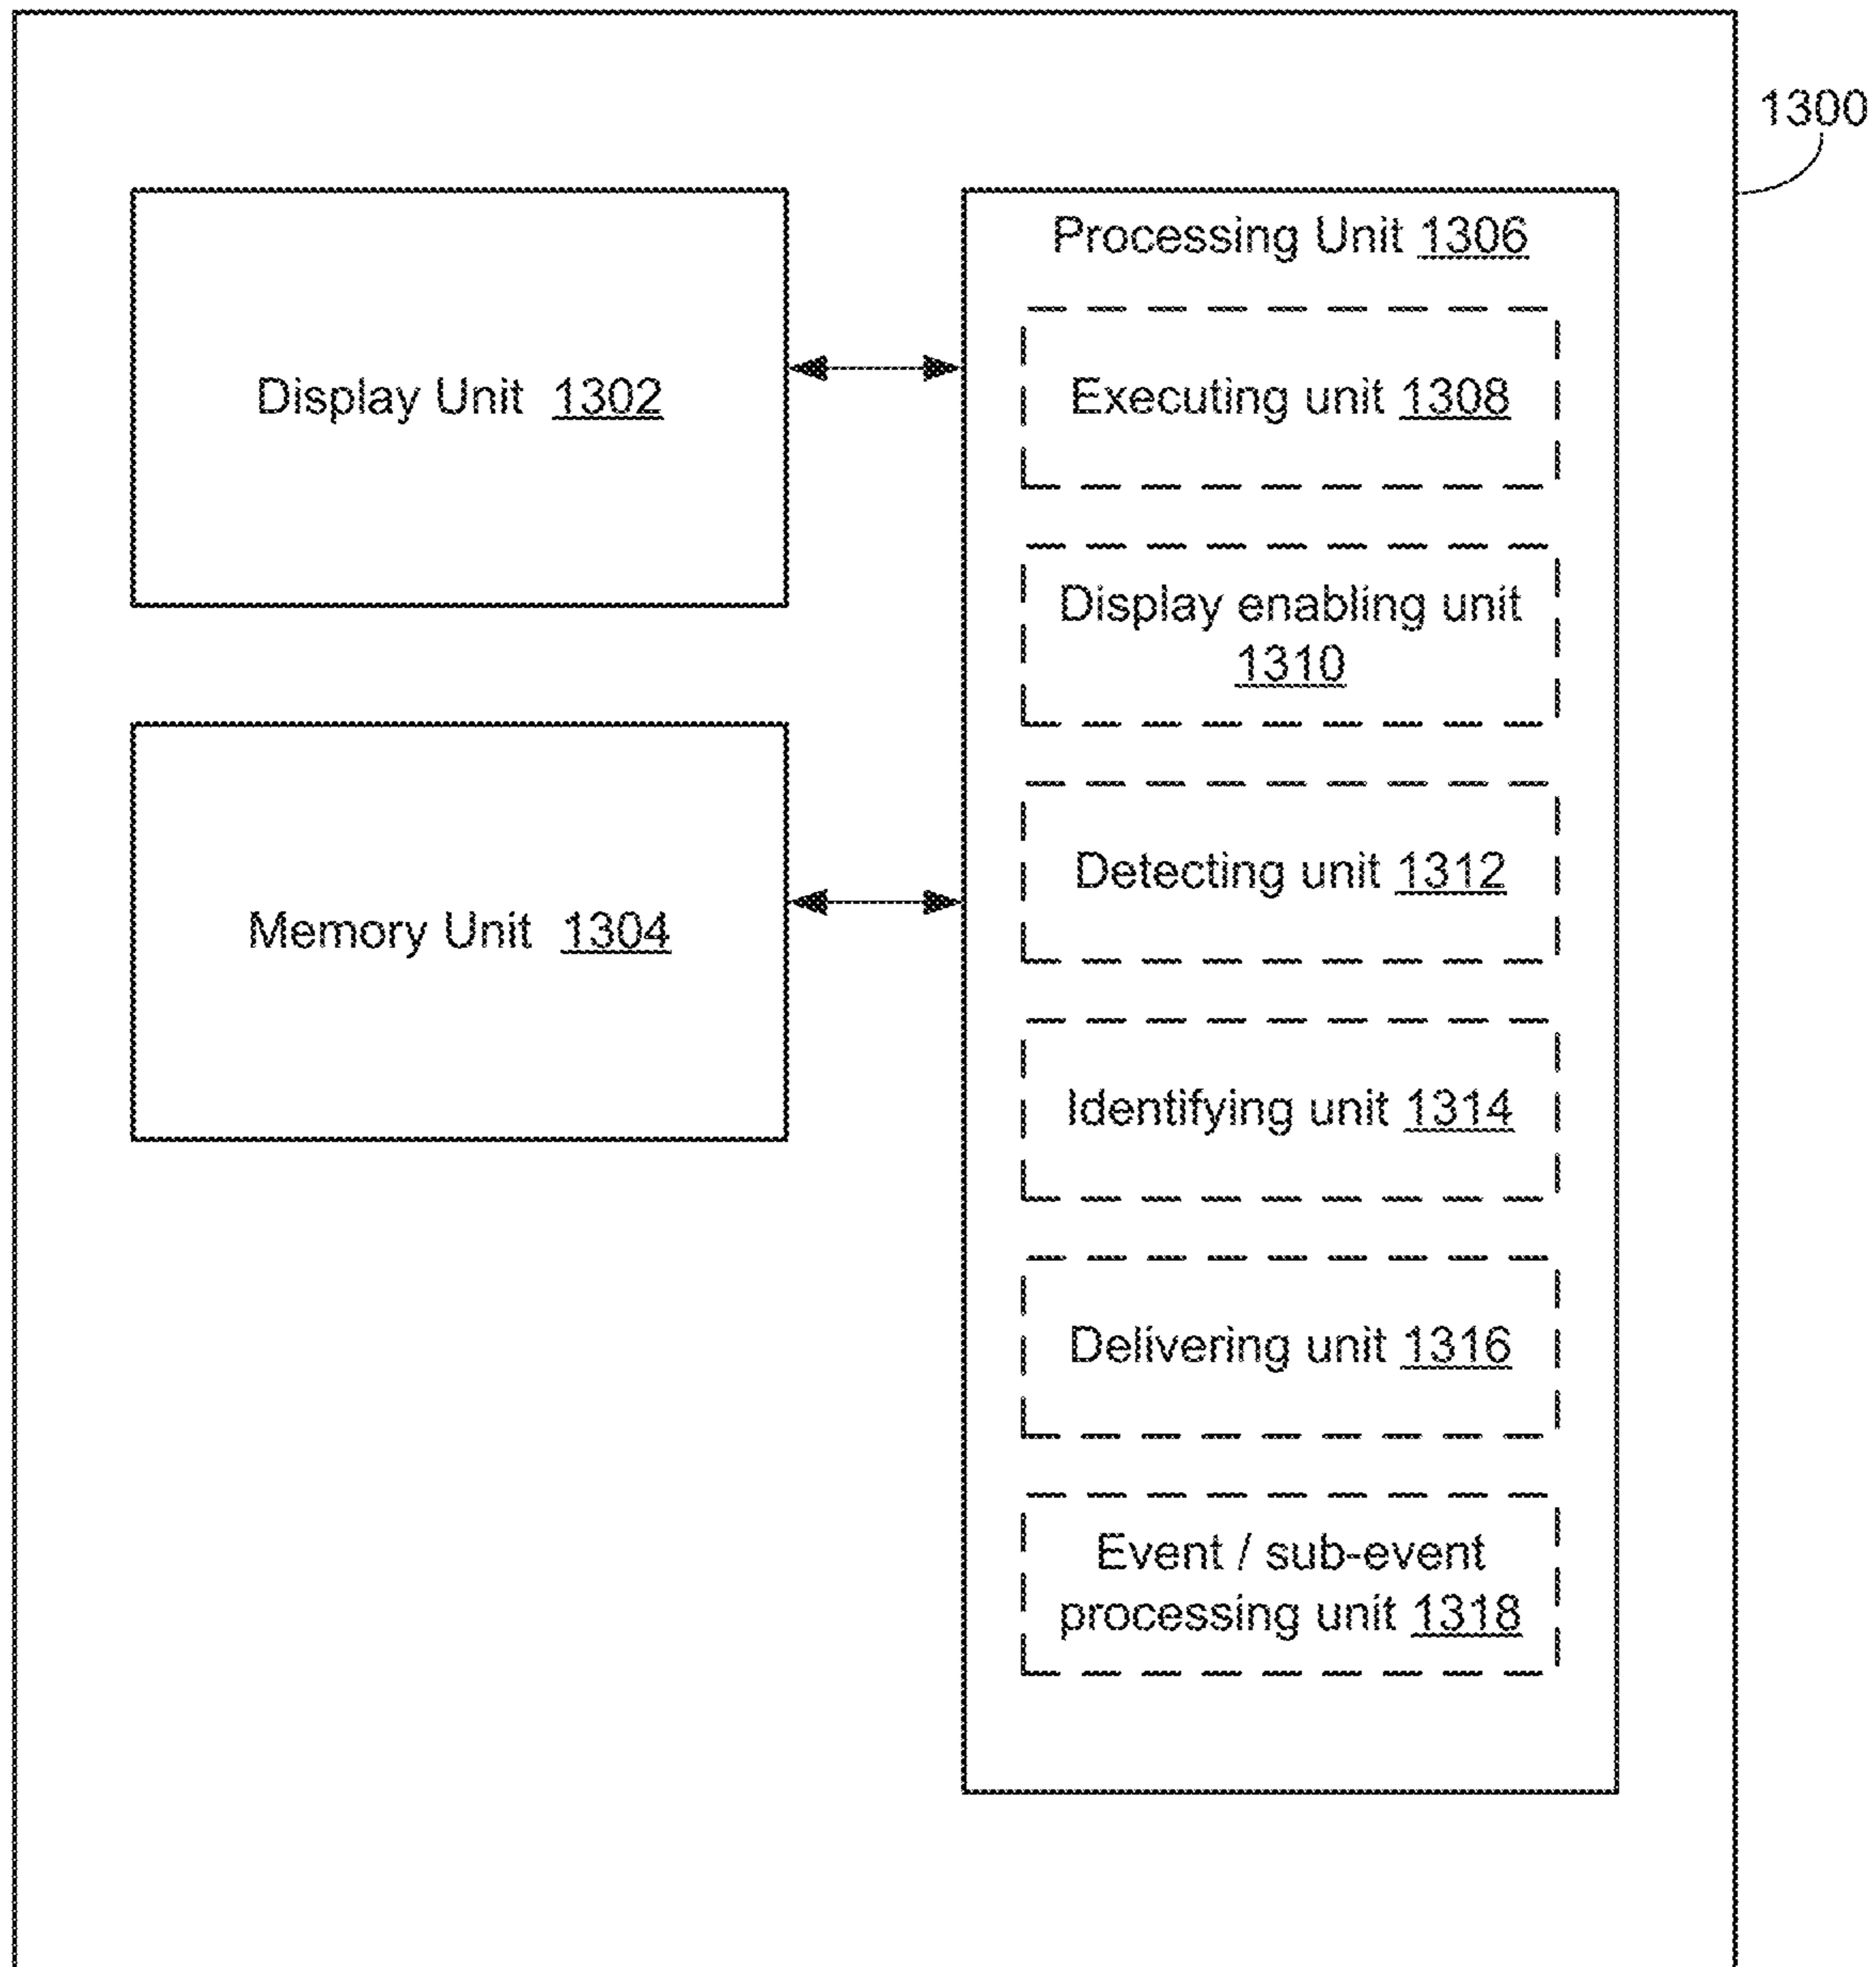 1300
Display Unit 1302
Memory Unit 1304
Processing Unit 1306
Executing unit 1308
Display enabling unit
1310
Detecting unit 1312
Identifying unit 1314
Delivering unit 1316
Event / sub-event
processing unit 1318